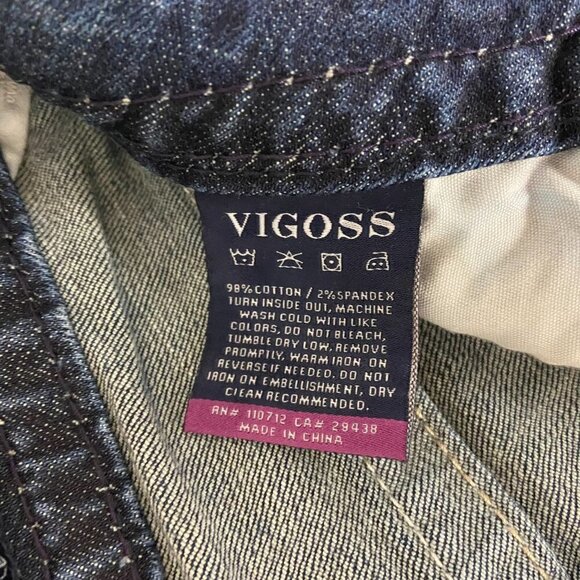 VIGOSS
98% COTTON / 2% SPANDEX
TURN INSIDE OUT, MACHINE
WASH COLD WITH LIKE
COLORS, DO NOT BLEACH,
TUMBLE DRY LOW, REMOVE
PROMPTLY, WARM IRON ON
REVERSE IF NEEDED. DO NOT
IRON ON EMBELLISHMENT, DRY
CLEAN RECOMMENDED.
RN# 110712 CA# 29438
MADE IN CHINA